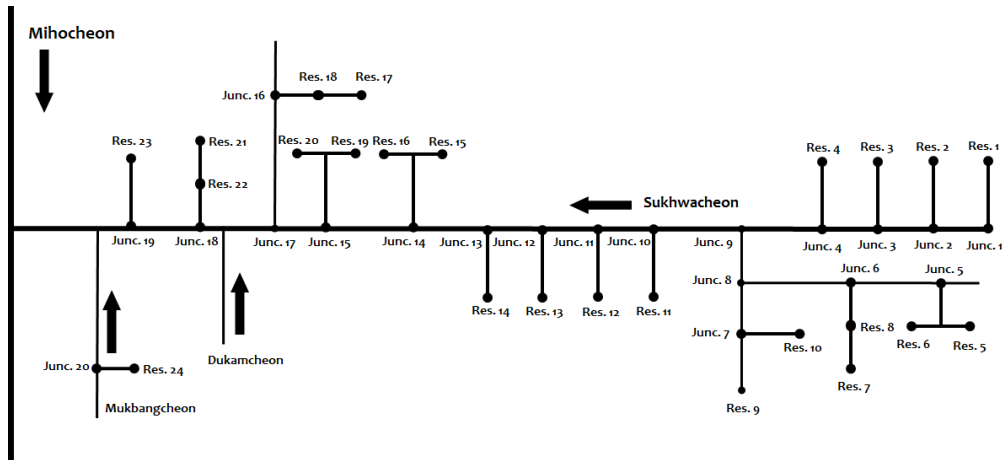 Mihocheon
Res. 18
Res. 17
Junc. 16
Res. 23
Res. 21
Res. 20
Res. 19
Res. 16
Res. 15
Res. 22
Res. 4
Res. 3
Res. 2
Res. 1
Sukhwacheon
Junc. 19
Junc. 18
Junc. 17
Junc. 15
Junc. 14
Junc. 13
Junc. 12
Junc. 11
Junc. 10
Junc. 9
Junc. 4
Junc. 3
Junc. 2
Junc. 1
Junc. 8
Junc. 6
Junc. 5
Res. 14
Res. 13
Res. 12
Res. 11
Junc. 7
Res. 10
Res. 8
Res. 6
Res. 5
Dukamcheon
Junc. 20
Res. 24
Res. 7
Mukbangcheon
Res. 9